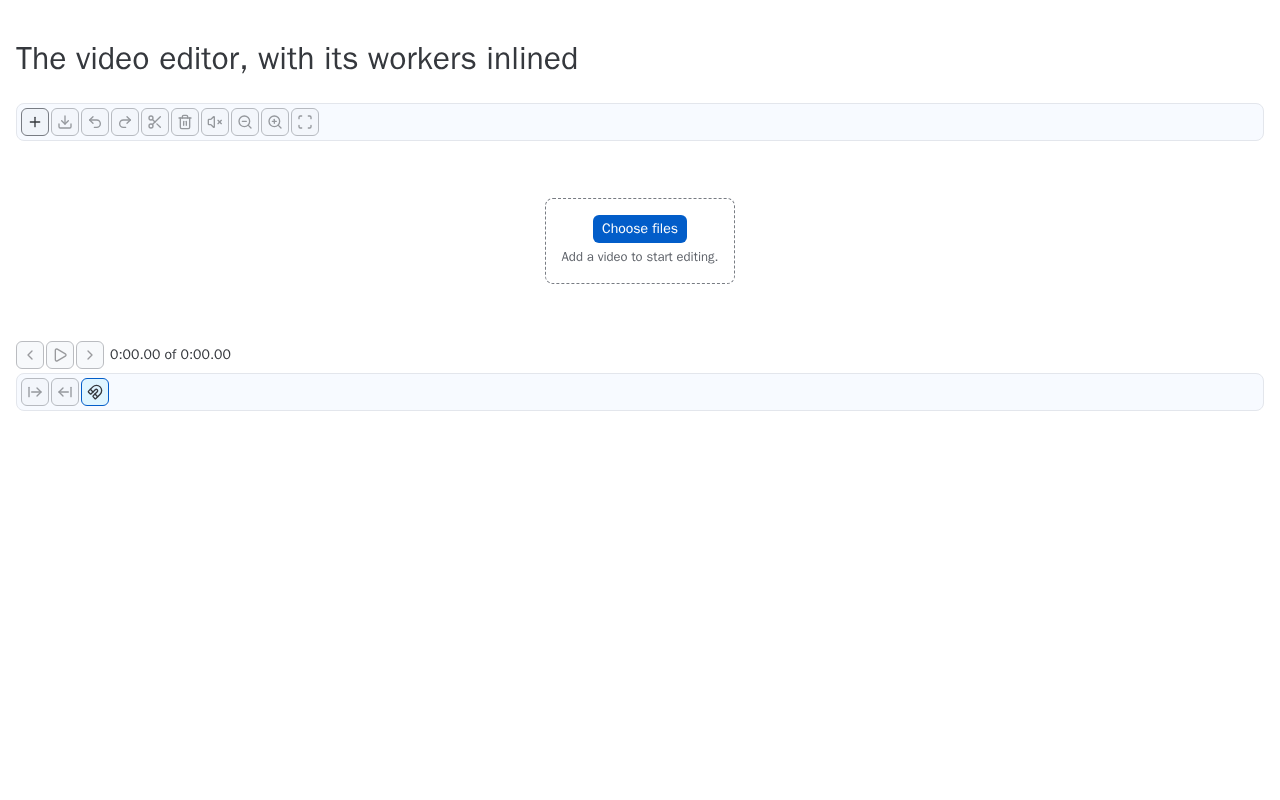 The video editor, with its workers inlined
Choose files
Add a video to start editing.
0:00.00 of 0:00.00